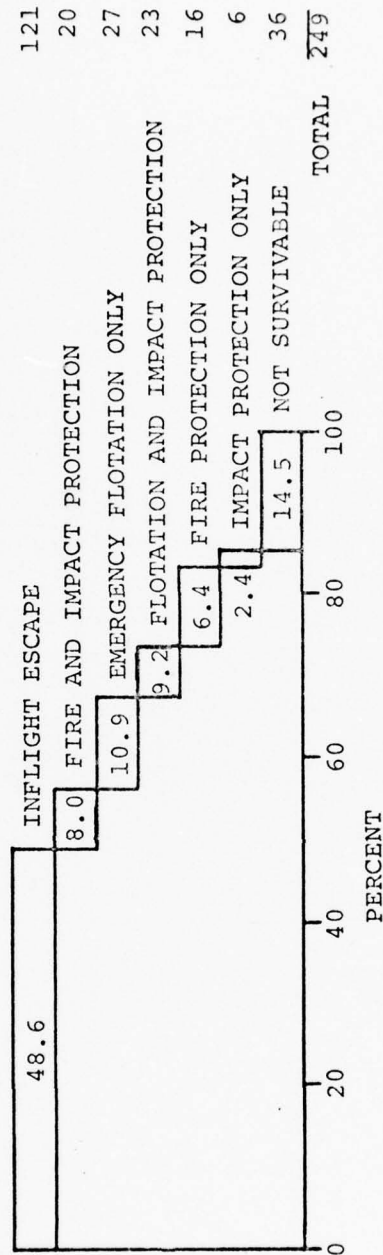 48.6 INFLIGHT ESCAPE 121
8.0 FIRE AND IMPACT PROTECTION 20
10.9 EMERGENCY FLOTATION ONLY 27
9.2 FLOTATION AND IMPACT PROTECTION 23
6.4 FIRE PROTECTION ONLY 16
2.4 IMPACT PROTECTION ONLY 6
14.5 NOT SURVIVABLE 36
TOTAL 249
0 20 40 60 80 100
PERCENT